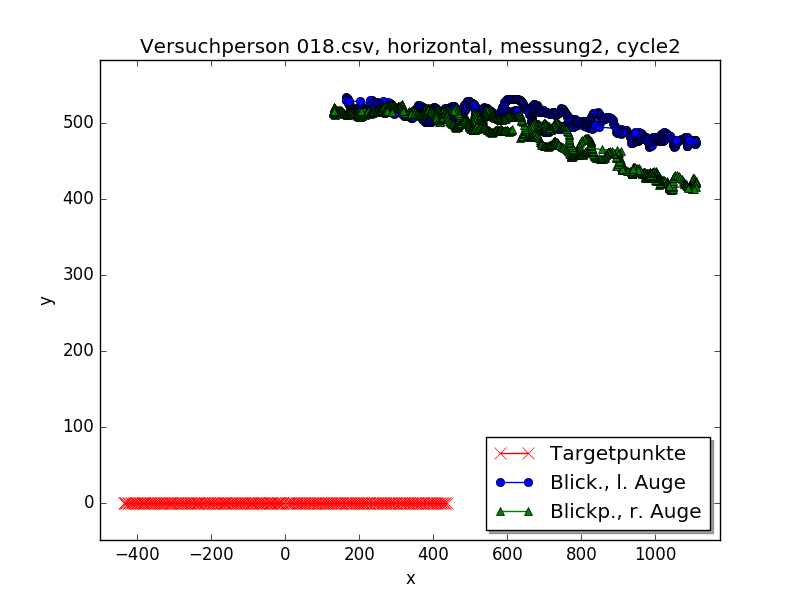 Versuchperson 018.csv, horizontal, messung2, cycle2
y
500
400
300
200
100
0
−400
−200
0
200
400
600
800
1000
x
Targetpunkte
Blick., l. Auge
Blickp., r. Auge